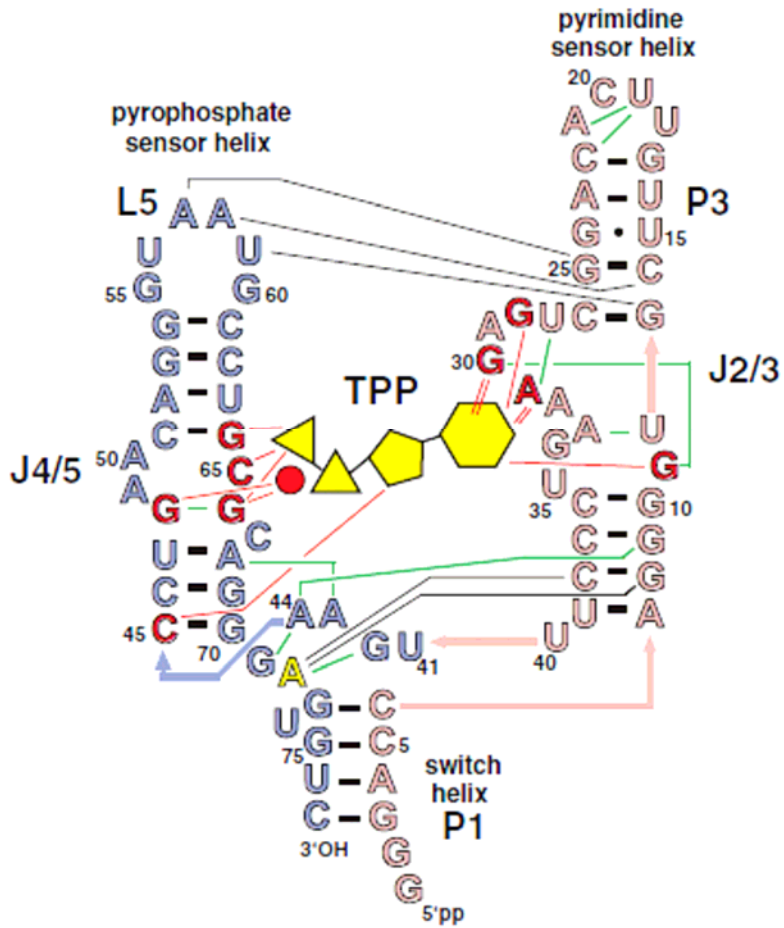 pyrimidine
sensor helix
20 C U
pyrophosphate
sensor helix
A U
C G
A U P3
L5 A A
G U 15
U U
25 G C
55 G G 60
G C A G U C G
G C 30 G
TPP J2/3
A U A A
C G G A U
50 A 65 C G
J4/5 A
G G U 35 C G 10
C
U A C G
C G C G
44 A A U A
45 C G 70
G A G U 41 U 40
G C
U G C 5
75
U A switch
helix
C G P1
3'OH G
G
5'pp